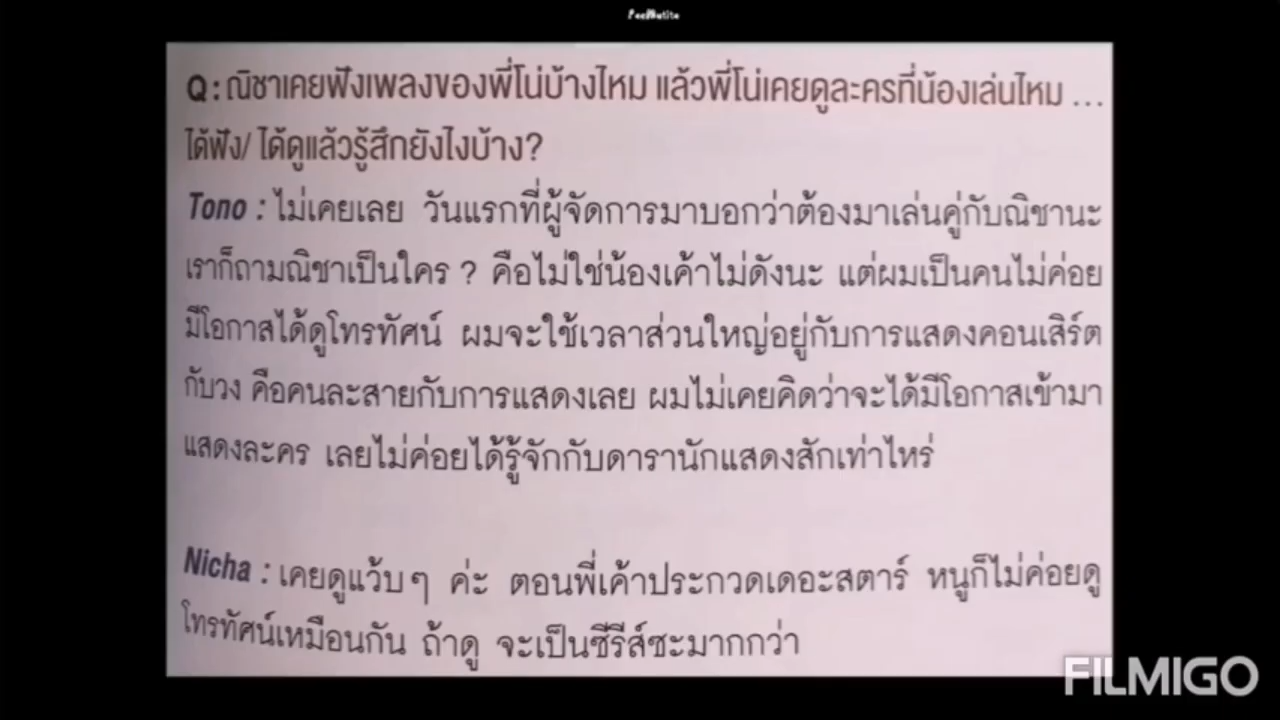 Q : ณิชาเคยฟังเพลงของพี่โน่บ้างไหม แล้วพี่โน่เคยดูละครที่น้องเล่นไหม ...
ได้ฟัง/ ได้ดูแล้วรู้สึกยังไงบ้าง?
Tono : ไม่เคยเลย วันแรกที่ผู้จัดการมาบอกว่าต้องมาเล่นคู่กับณิชานะ
เราก็ถามณิชาเป็นใคร ? คือไม่ใช่น้องเค้าไม่ดังนะ แต่ผมเป็นคนไม่ค่อย
มีโอกาสได้ดูโทรทัศน์ ผมจะใช้เวลาส่วนใหญ่อยู่กับการแสดงคอนเสิร์ต
กับวง คือคนละสายกับการแสดงเลย ผมไม่เคยคิดว่าจะได้มีโอกาสเข้ามา
แสดงละคร เลยไม่ค่อยได้รู้จักกับดารานักแสดงสักเท่าไหร่
Nicha : เคยดูแว้บๆ ค่ะ ตอนพี่เค้าประกวดเดอะสตาร์ หนูก็ไม่ค่อยดู
โทรทัศน์เหมือนกัน ถ้าดู จะเป็นซีรีส์ซะมากกว่า
FILMIGO